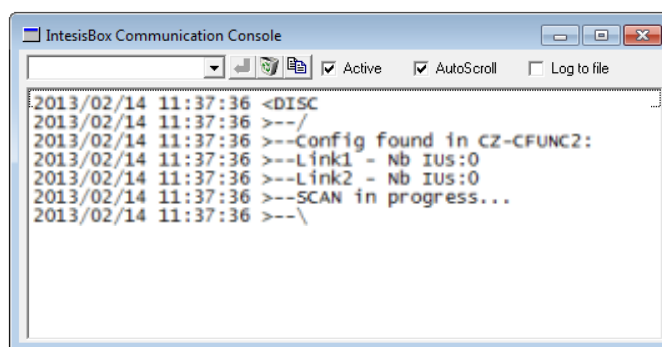 IntesisBox Communication Console
Active AutoScroll Log to file
2013/02/14 11:37:36 <DISC
2013/02/14 11:37:36 >--/
2013/02/14 11:37:36 >--Config found in CZ-CFUNC2:
2013/02/14 11:37:36 >--Link1 - Nb IUs:0
2013/02/14 11:37:36 >--Link2 - Nb IUs:0
2013/02/14 11:37:36 >--SCAN in progress...
2013/02/14 11:37:36 >--\